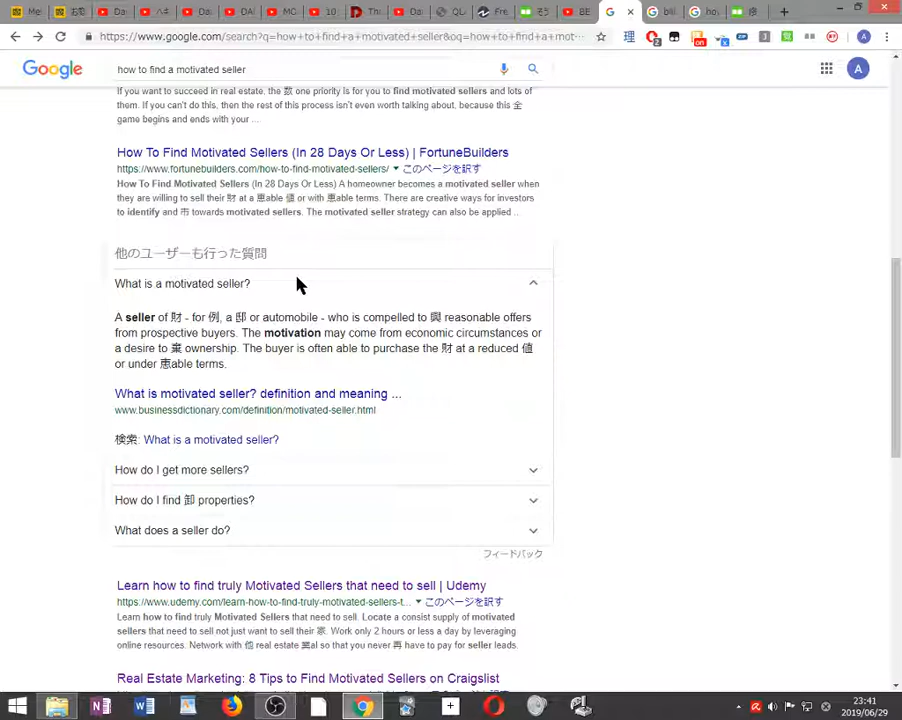 https://www.google.com/search?q=how+to+find+a+motivated+seller&oq=how+to+find+a+mot...
Google
how to find a motivated seller
If you want to succeed in real estate, the 数 one priority is for you to find motivated sellers and lots of
them. If you can't do this, then the rest of this process isn't even worth talking about, because this 全
game begins and ends with your ...
How To Find Motivated Sellers (In 28 Days Or Less) | FortuneBuilders
https://www.fortunebuilders.com/how-to-find-motivated-sellers/ このページを訳す
How To Find Motivated Sellers (In 28 Days Or Less) A homeowner becomes a motivated seller when
they are willing to sell their 財 at a 恵able 値 or with 恵able terms. There are creative ways for investors
to identify and 市 towards motivated sellers. The motivated seller strategy can also be applied ...
他のユーザーも行った質問
What is a motivated seller?
A seller of 財 - for 例, a 邸 or automobile - who is compelled to 興 reasonable offers
from prospective buyers. The motivation may come from economic circumstances or
a desire to 棄 ownership. The buyer is often able to purchase the 財 at a reduced 値
or under 恵able terms.
What is motivated seller? definition and meaning ...
www.businessdictionary.com/definition/motivated-seller.html
検索: What is a motivated seller?
How do I get more sellers?
How do I find 卸 properties?
What does a seller do?
フィードバック
Learn how to find truly Motivated Sellers that need to sell | Udemy
https://www.udemy.com/learn-how-to-find-truly-motivated-sellers-t... このページを訳す
Learn how to find truly Motivated Sellers that need to sell. Locate a consist supply of motivated
sellers that need to sell not just want to sell their 家. Work only 2 hours or less a day by leveraging
online resources. Network with 他 real estate 業al so that you never 再 have to pay for seller leads.
Real Estate Marketing: 8 Tips to Find Motivated Sellers on Craigslist
23:41
2019/06/29